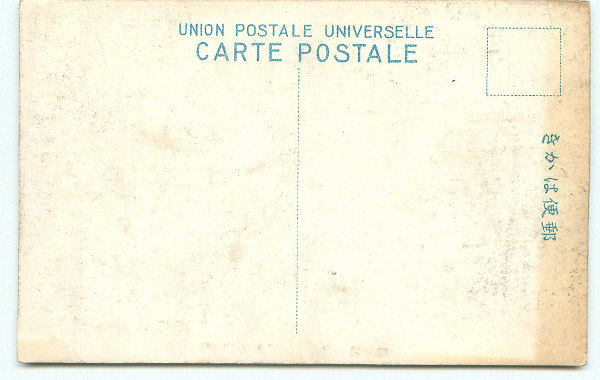 UNION POSTALE UNIVERSELLE
CARTE POSTALE
郵便はかき